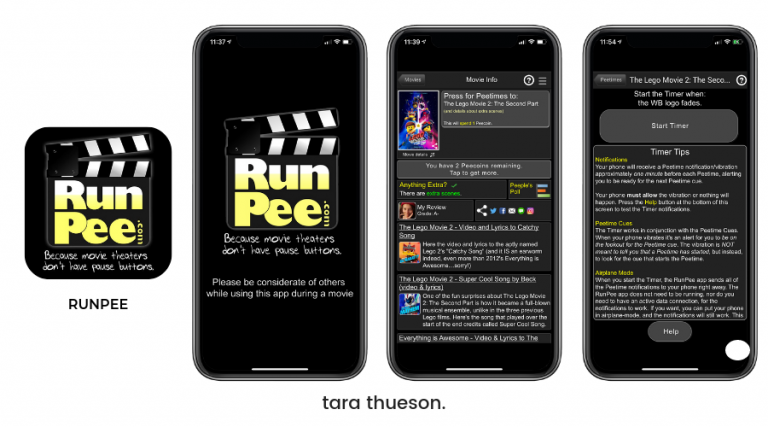 Run
Pee
.com
Because movie theaters
don't have pause buttons.
RUNPEE
11:37
Run
Pee
.com
Because movie theaters
don't have pause buttons.
Please be considerate of others
while using this app during a movie
11:39
Movies
Movie Info
?
Press for Peetimes to:
The Lego Movie 2: The Second Part
(and details about extra scenes)
This will spend 1 Peecoin.
Movie details
You have 2 Peecoins remaining.
Tap to get more.
Anything Extra?
There are extra scenes.
People's
Poll
My Review
Grade: A-
The Lego Movie 2 - Video and Lyrics to Catchy
Song
Here the video and lyrics to the aptly named
Lego 2's "Catchy Song" (and it IS an earworm
indeed, even more than 2012's Everything is
Awesome...sorry!)
The Lego Movie 2 - Super Cool Song by Beck
(video & lyrics)
One of the fun surprises about The Lego Movie
2: The Second Part is how it became a full-blown
musical ensemble, unlike in the three previous
Lego films. Here's the song that played over the
start of the end credits called Super Cool Song.
Everything is Awesome - Video & Lyrics to The
11:54
Peetimes
The Lego Movie 2: The Seco...
?
Start the Timer when:
the WB logo fades.
Start Timer
Timer Tips
Notifications
Your phone will receive a Peetime notification/vibration
approximately one minute before each Peetime, alerting
you to be ready for the next Peetime cue.
Your phone must allow the vibration or nothing will
happen. Press the Help button at the bottom of this
screen to test the Timer notifications
Peetime Cues
The Timer works in conjunction with the Peetime Cues.
When your phone vibrates it's an alert for you to be on
the lookout for the Peetime cue. The vibration is NOT
meant to tell you that a Peetime has started, but instead,
to look for the cue that starts the Peetime.
Airplane Mode
When you start the Timer, the RunPee app sends all of
the Peetime notifications to your phone right away. The
RunPee app does not need to be running, nor do you
need to have an active data connection, for the
notifications to work. If you want, you can put your phone
in airplane-mode, and the notifications will still work. This
Help
tara thueson.